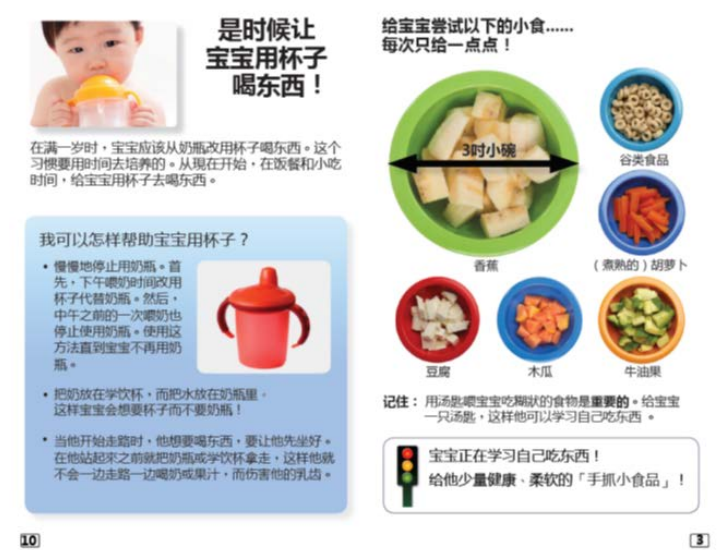 是时候让
宝宝用杯子
喝东西！
在满一岁时，宝宝应该从奶瓶改用杯子喝东西。这个
习惯要用时间去培养的。从現在开始，在饭餐和小吃
时间，给宝宝用杯子去喝东西。
我可以怎样帮助宝宝用杯子？
• 慢慢地停止用奶瓶。首
先，下午喂奶时间改用
杯子代替奶瓶。然后，
中午之前的一次喂奶也
停止使用奶瓶。使用这
方法直到宝宝不再用奶
瓶。
• 把奶放在学饮杯，而把水放在奶瓶里。
这样宝宝会想要杯子而不要奶瓶！
• 当他开始走路时，他想要喝东西，要让他先坐好。
在他站起來之前就把奶瓶或学饮杯拿走，这样他就
不会一边走路一边喝奶或果汁，而伤害他的乳齿。
10
给宝宝尝试以下的小食......
每次只给一点点！
3吋小碗
谷类食品
香蕉
（煮熟的）胡萝卜
豆腐
木瓜
牛油果
记住： 用汤匙喂宝宝吃糊狀的食物是重要的。给宝宝
一只汤匙，这样他可以学习自己吃东西 。
宝宝正在学习自己吃东西！
给他少量健康、柔软的「手抓小食品」！
3